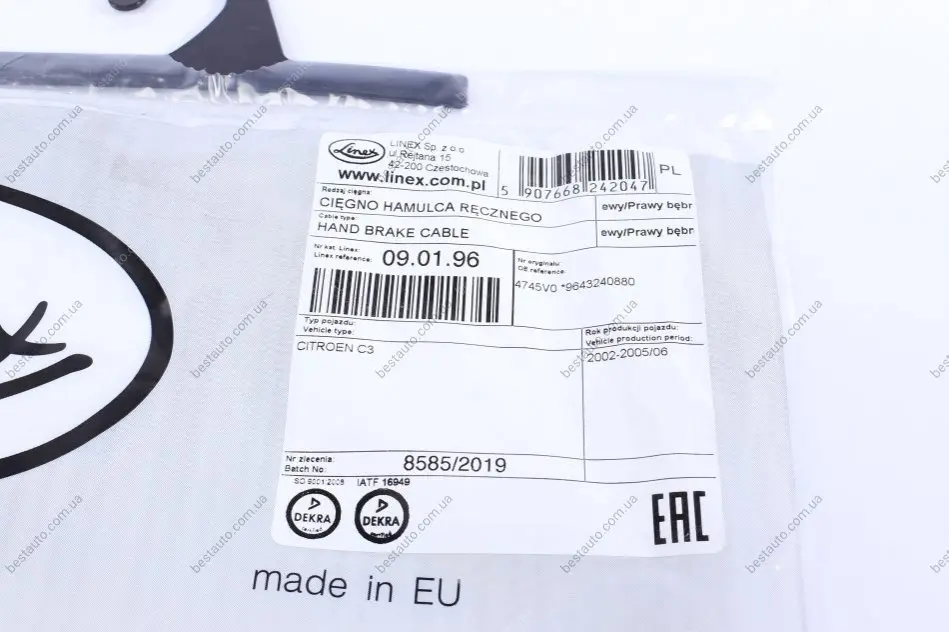 Linex
LINEX Sp. z o.o
ul. Rejtana 15
42-200 Czestochowa
www.linex.com.pl
5 907668 242047
PL
Rodzaj cięgna:
CIĘGNO HAMULCA RĘCZNEGO
ewy/Prawy bębr
Cable type:
HAND BRAKE CABLE
ewy/Prawy bębr
Nr kat. Linex:
Linex reference:
09.01.96
Nr oryginału:
OE reference:
4745V0 *9643240880
Typ pojazdu:
Vehicle type:
CITROEN C3
Rok produkcji pojazdu:
Vehicle production period:
2002-2005/06
Nr zlecenia:
Batch No:
8585/2019
ISO 9001:2008
IATF 16949
DEKRA
DEKRA
EAC
made in EU
bestauto.com.ua